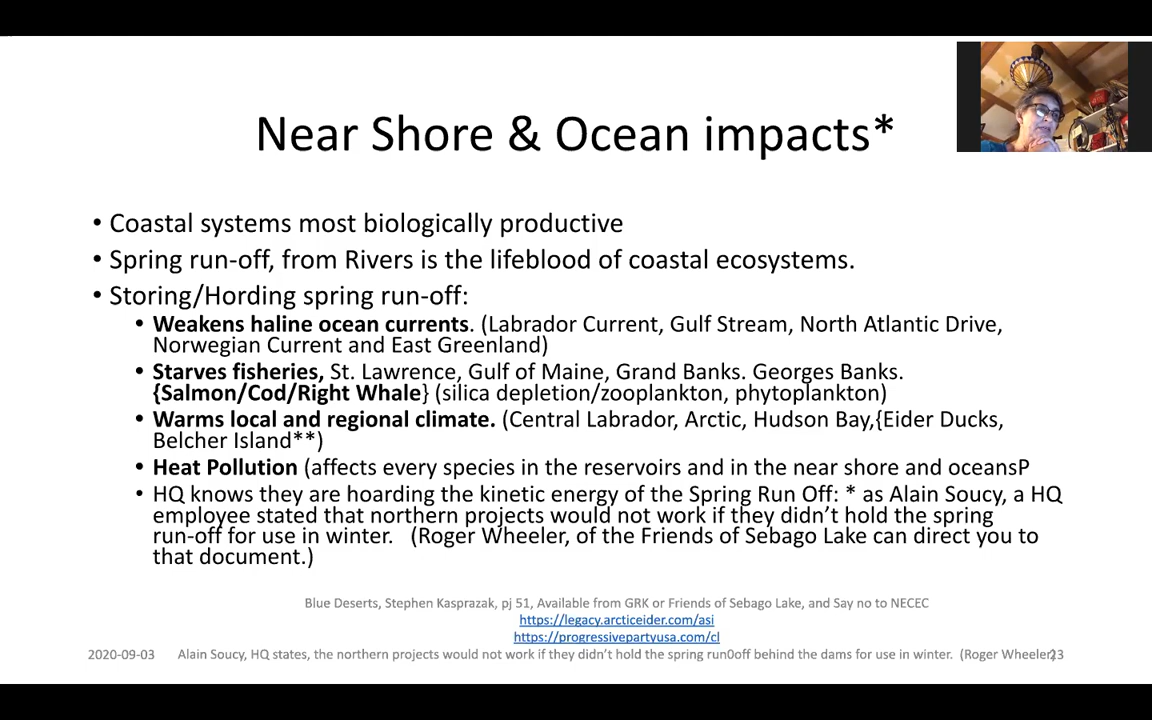 Near Shore & Ocean impacts*
• Coastal systems most biologically productive
• Spring run-off, from Rivers is the lifeblood of coastal ecosystems.
• Storing/Hording spring run-off:
• Weakens haline ocean currents. (Labrador Current, Gulf Stream, North Atlantic Drive,
Norwegian Current and East Greenland)
• Starves fisheries, St. Lawrence, Gulf of Maine, Grand Banks. Georges Banks.
{Salmon/Cod/Right Whale} (silica depletion/zooplankton, phytoplankton)
• Warms local and regional climate. (Central Labrador, Arctic, Hudson Bay,{Eider Ducks,
Belcher Island**)
• Heat Pollution (affects every species in the reservoirs and in the near shore and oceansP
• HQ knows they are hoarding the kinetic energy of the Spring Run Off: * as Alain Soucy, a HQ
employee stated that northern projects would not work if they didn’t hold the spring
run-off for use in winter.   (Roger Wheeler, of the Friends of Sebago Lake can direct you to
that document.)
Blue Deserts, Stephen Kasprazak, pj 51, Available from GRK or Friends of Sebago Lake, and Say no to NECEC
https://legacy.arcticeider.com/asi
https://progressivepartyusa.com/cl
2020-09-03 Alain Soucy, HQ states, the northern projects would not work if they didn’t hold the spring run0off behind the dams for use in winter.  (Roger Wheeler) 23